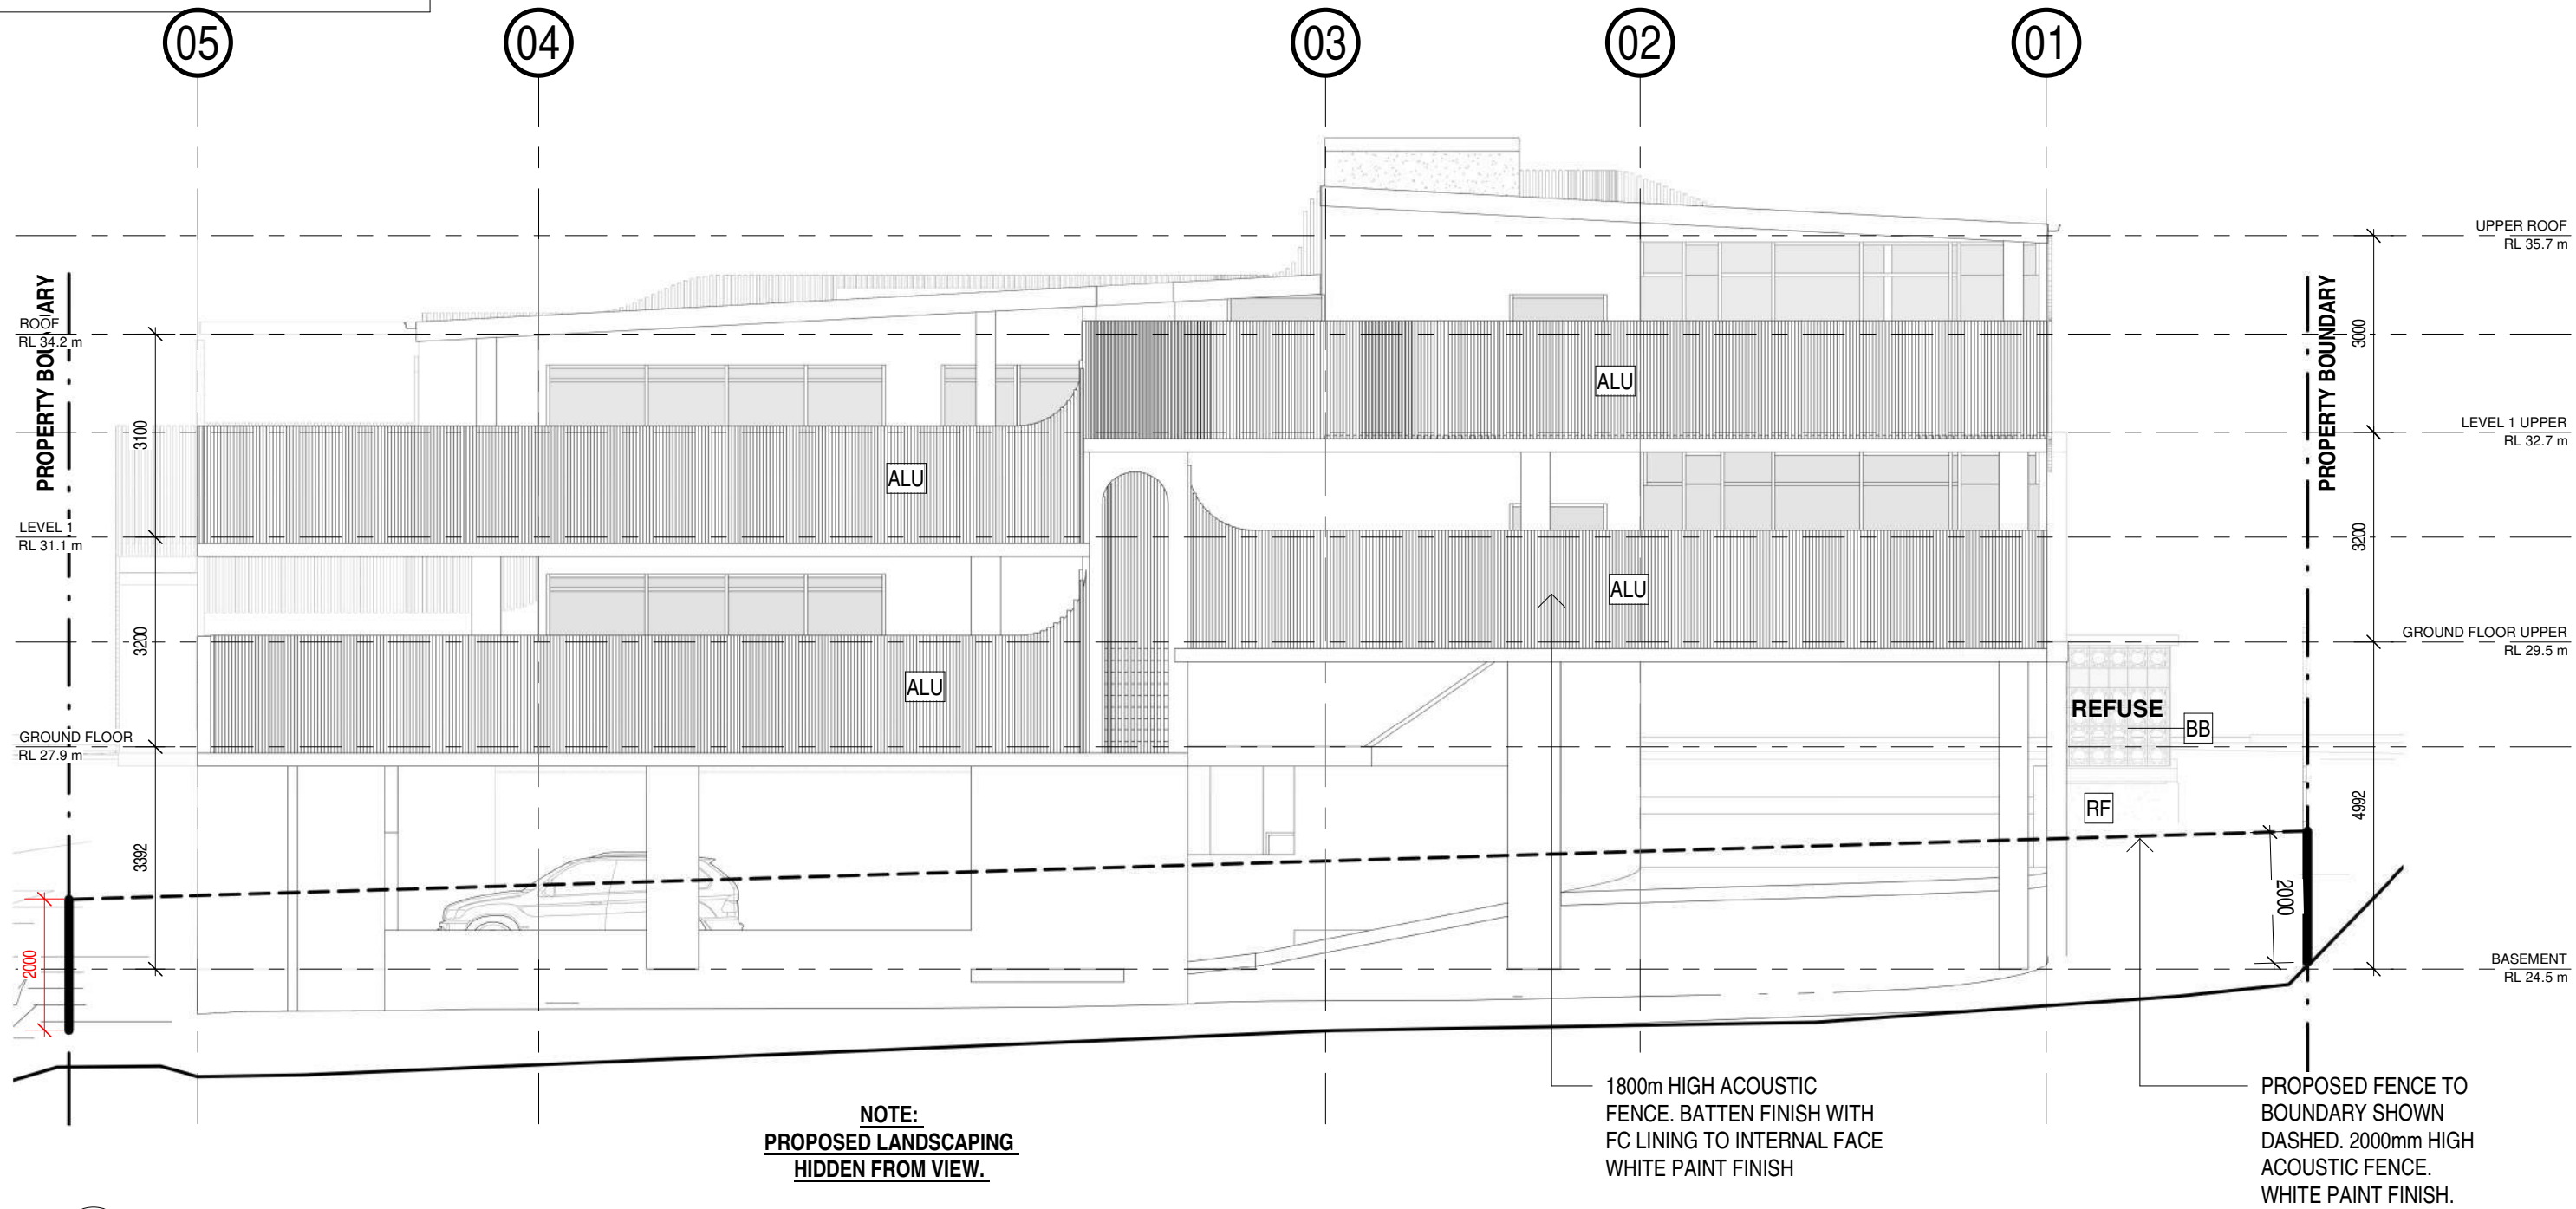 05
04
03
02
01
UPPER ROOF
RL 35.7 m
PROPERTY BOUNDARY
PROPERTY BOUNDARY
ROOF
RL 34.2 m
3000
ALU
3100
LEVEL 1 UPPER
RL 32.7 m
ALU
LEVEL 1
RL 31.1 m
3200
ALU
3200
GROUND FLOOR UPPER
RL 29.5 m
ALU
REFUSE
BB
GROUND FLOOR
RL 27.9 m
RF
4992
3392
2000
2000
BASEMENT
RL 24.5 m
NOTE:
PROPOSED LANDSCAPING
HIDDEN FROM VIEW.
1800m HIGH ACOUSTIC
FENCE. BATTEN FINISH WITH
FC LINING TO INTERNAL FACE
WHITE PAINT FINISH
PROPOSED FENCE TO
BOUNDARY SHOWN
DASHED. 2000mm HIGH
ACOUSTIC FENCE.
WHITE PAINT FINISH.